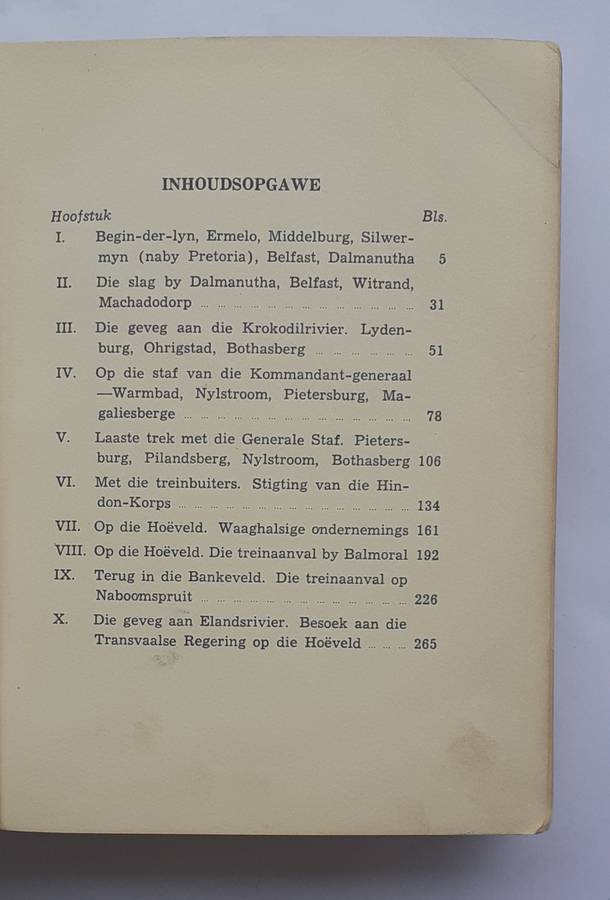 INHOUDSOPGAWE
Hoofstuk Bls.
I. Begin-der-lyn, Ermelo, Middelburg, Silwer-
myn (naby Pretoria), Belfast, Dalmanutha 5
II. Die slag by Dalmanutha, Belfast, Witrand,
Machadodorp ... ... ... ... ... ... ... ... ... ... ... ... ... 31
III. Die geveg aan die Krokodilrivier. Lyden-
burg, Ohrigstad, Bothasberg ... ... ... ... ... ... 51
IV. Op die staf van die Kommandant-generaal
—Warmbad, Nylstroom, Pietersburg, Ma-
galiesberge ... ... ... ... ... ... ... ... ... ... ... ... ... ... 78
V. Laaste trek met die Generale Staf. Pieters-
burg, Pilandsberg, Nylstroom, Bothasberg 106
VI. Met die treinbuiters. Stigting van die Hin-
don-Korps ... ... ... ... ... ... ... ... ... ... ... ... ... ... 134
VII. Op die Hoëveld. Waaghalsige ondernemings 161
VIII. Op die Hoëveld. Die treinaanval by Balmoral 192
IX. Terug in die Bankeveld. Die treinaanval op
Naboomspruit ... ... ... ... ... ... ... ... ... ... ... ... ... 226
X. Die geveg aan Elandsrivier. Besoek aan die
Transvaalse Regering op die Hoëveld ... ... ... 265